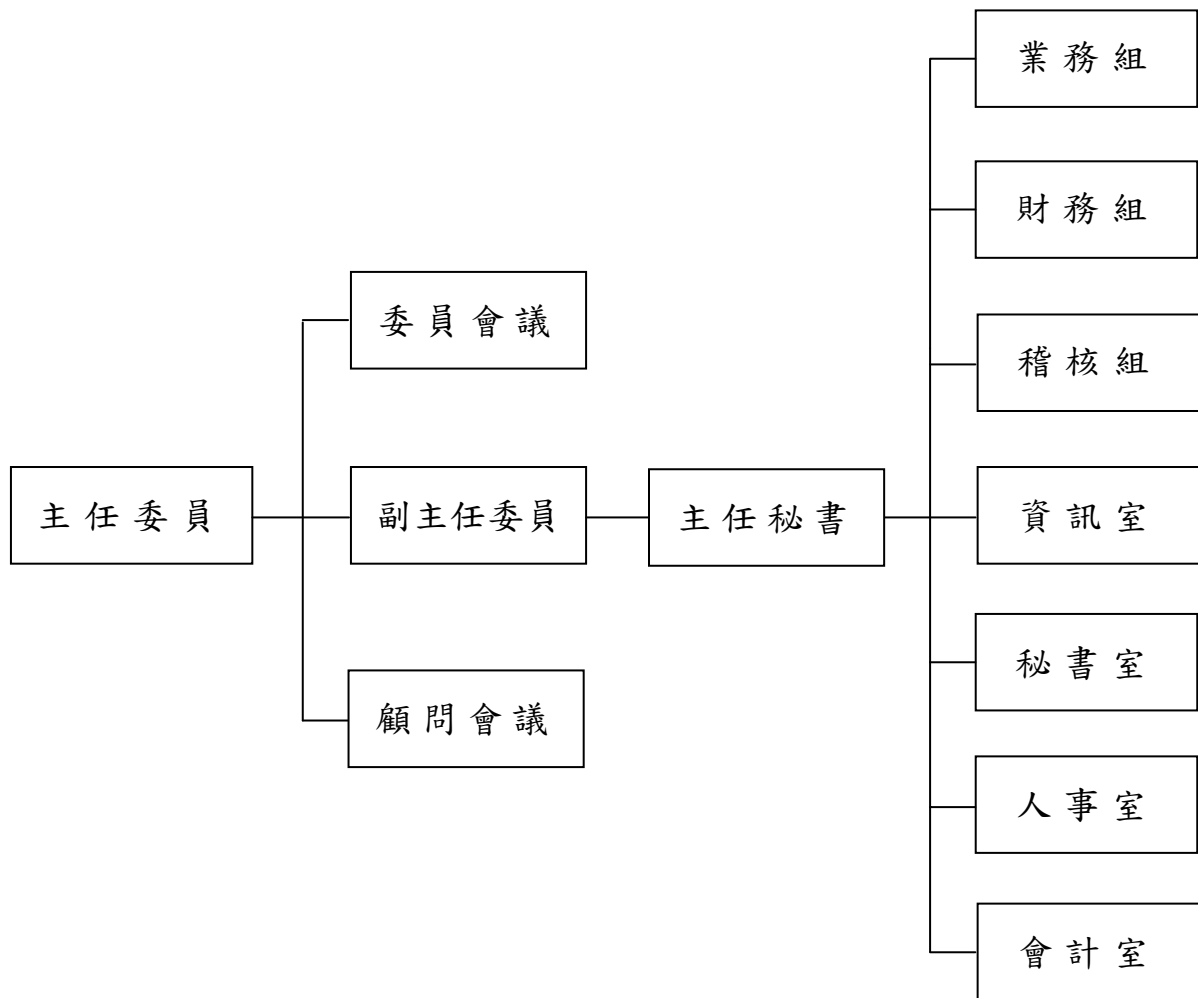 業務組
財務組
委員會議
稽核組
主任委員
副主任委員
主任秘書
資訊室
秘書室
顧問會議
人事室
會計室